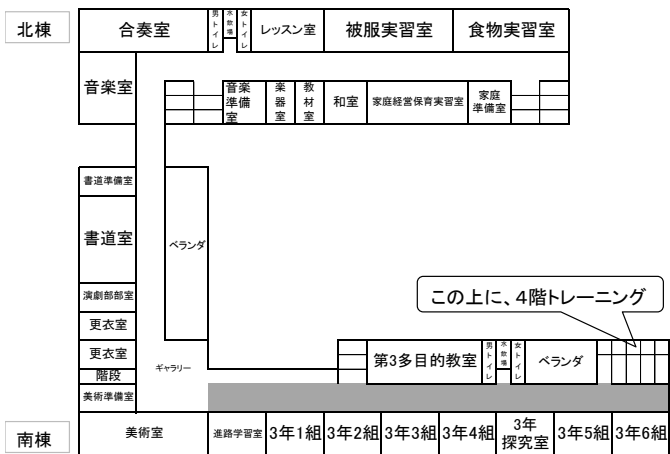 北棟
合奏室
男トイレ
水飲場
女トイレ
レッスン室
被服実習室
食物実習室
音楽室
音楽
準備
室
楽器室
教材室
和室
家庭経営保育実習室
家庭
準備室
書道準備室
書道室
ベランダ
演劇部部室
更衣室
更衣室
階段
ギャラリー
美術準備室
この上に、４階トレーニング
第3多目的教室
男トイレ
水飲場
女トイレ
ベランダ
南棟
美術室
進路学習室
3年1組
3年2組
3年3組
3年4組
3年
探究室
3年5組
3年6組